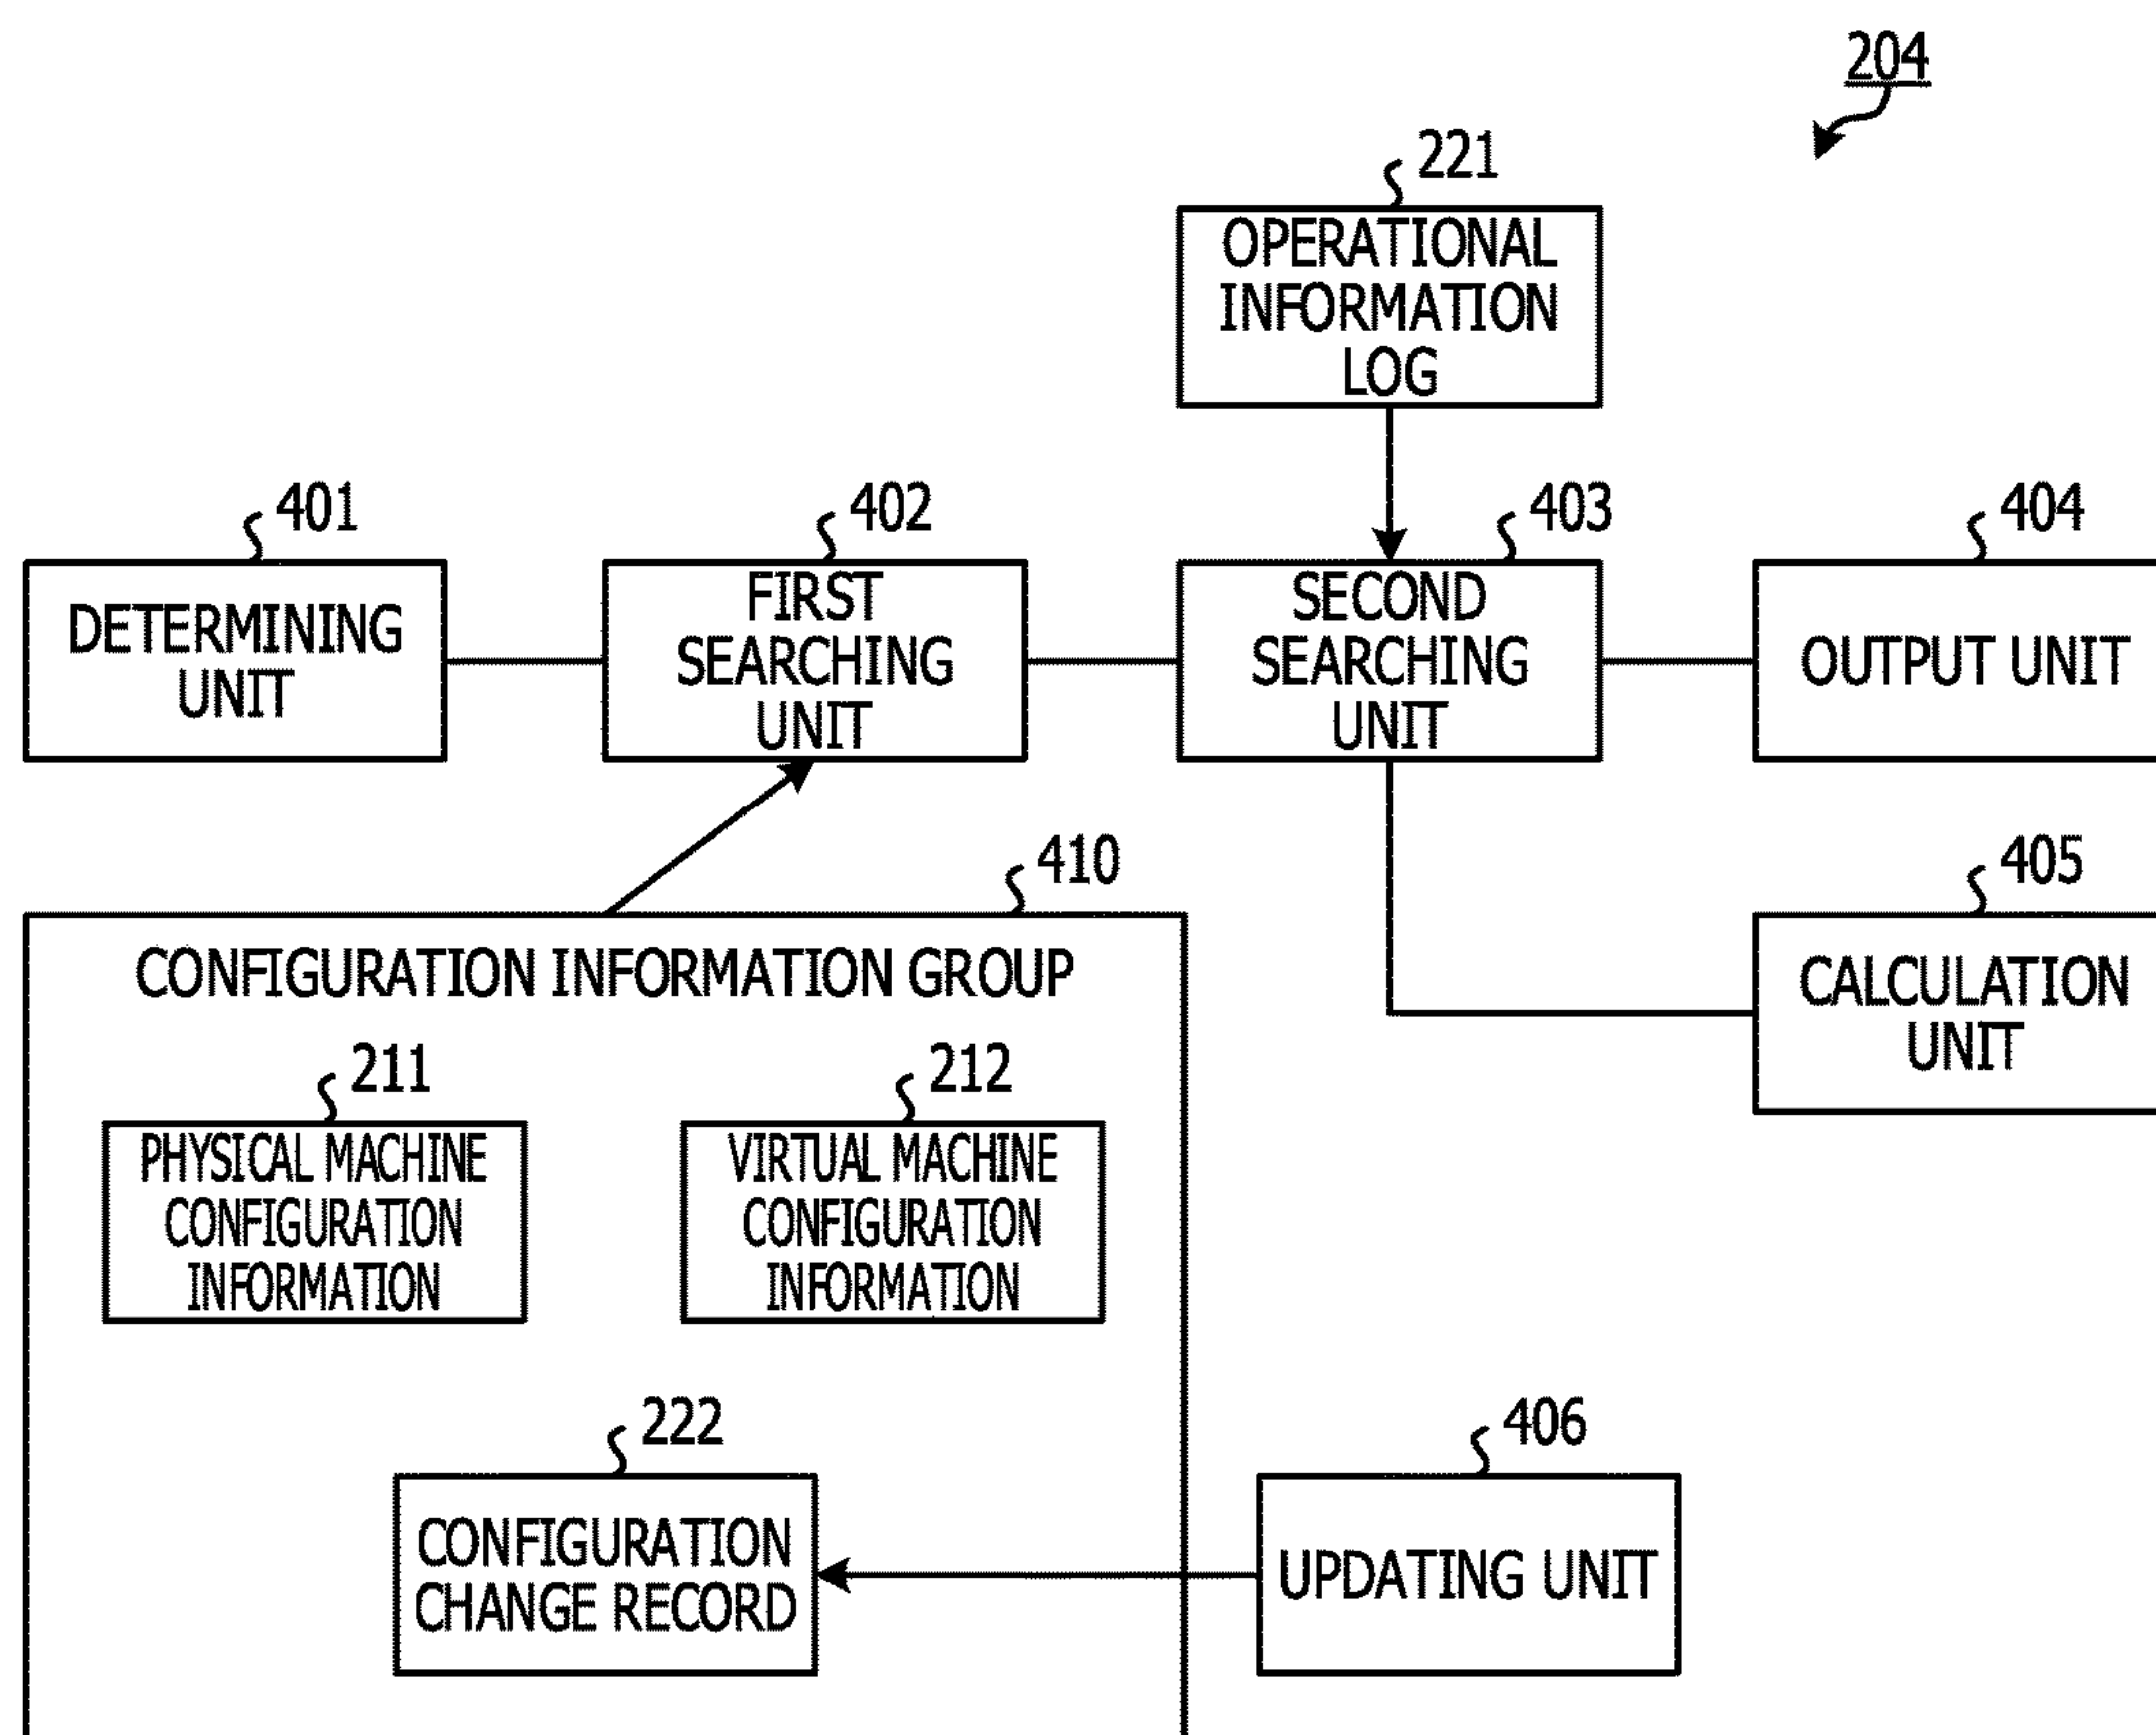 204
221
OPERATIONAL
INFORMATION
LOG
401
402
403
404
DETERMINING
UNIT
FIRST
SEARCHING
UNIT
SECOND
SEARCHING
UNIT
OUTPUT UNIT
410
405
CONFIGURATION INFORMATION GROUP
CALCULATION
UNIT
211
212
PHYSICAL MACHINE
CONFIGURATION
INFORMATION
VIRTUAL MACHINE
CONFIGURATION
INFORMATION
222
406
CONFIGURATION
CHANGE RECORD
UPDATING UNIT